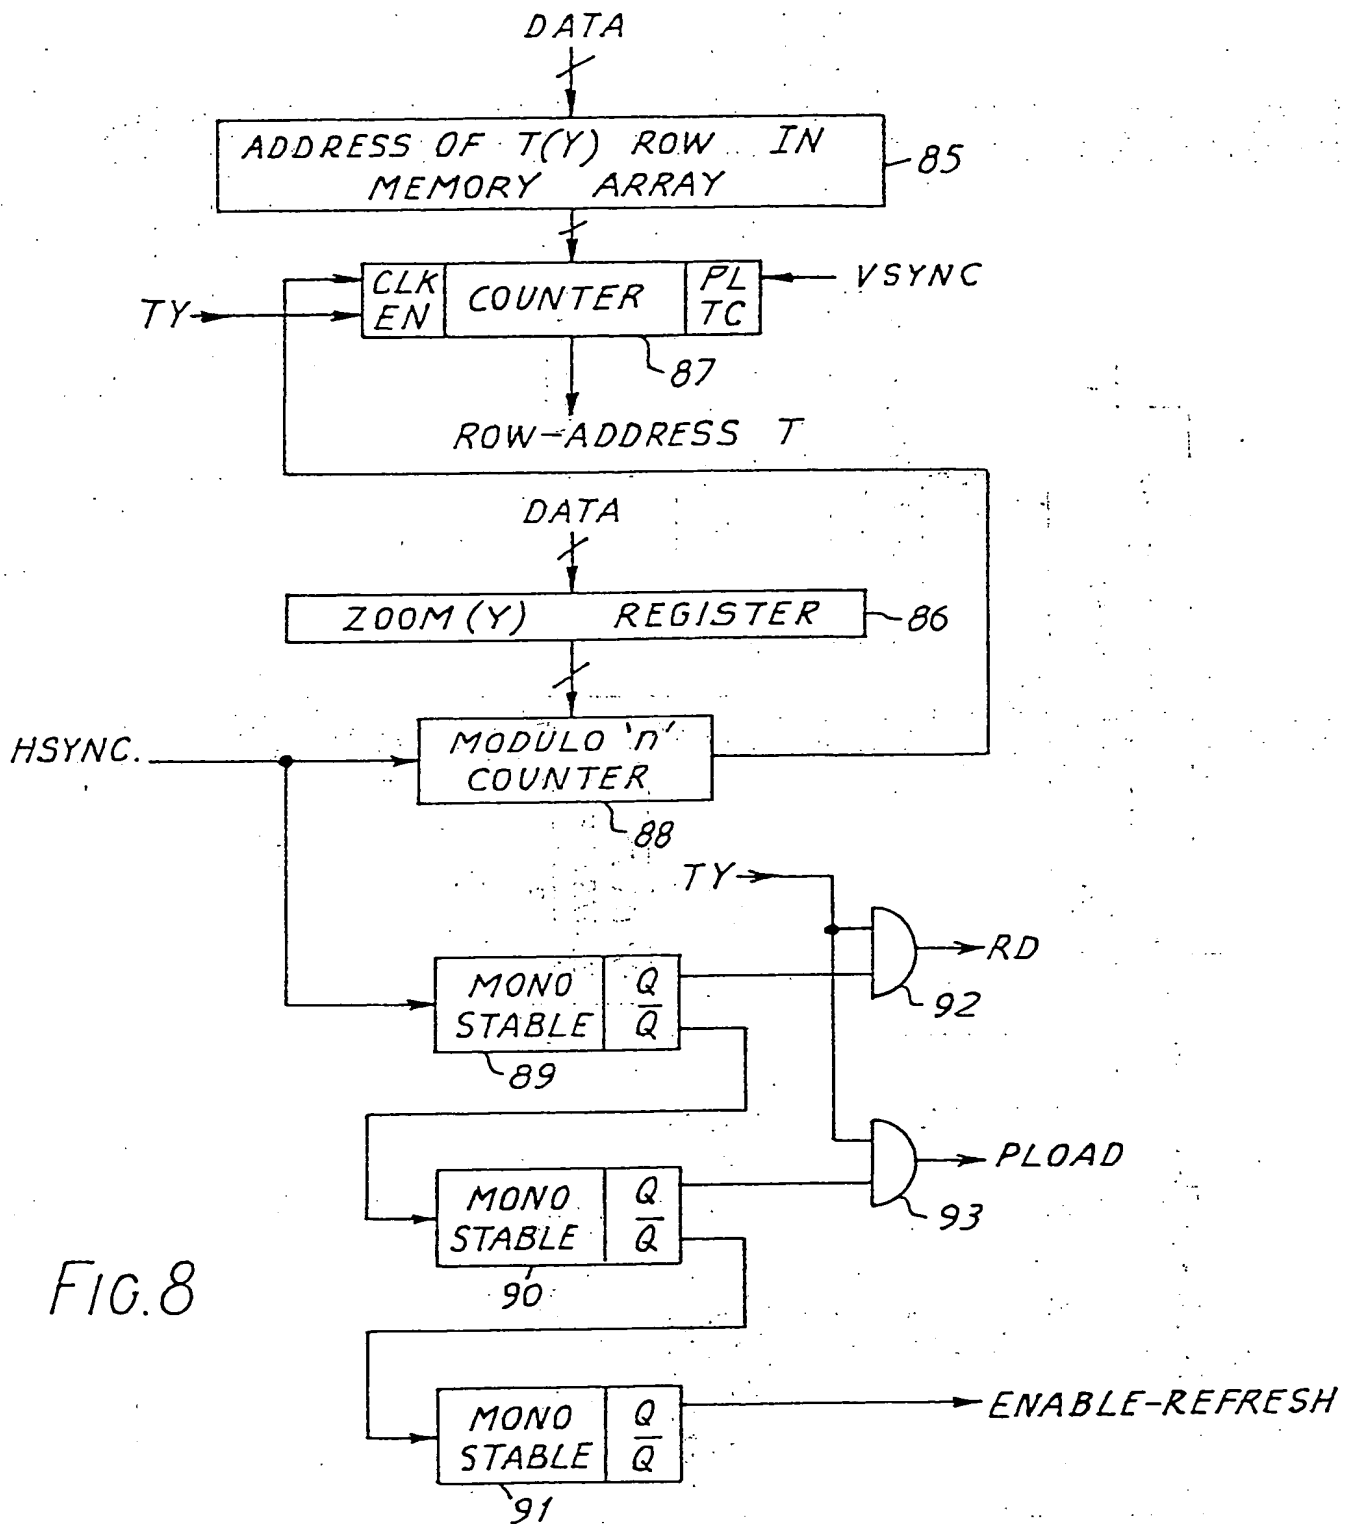 DATA
ADDRESS OF T(Y) ROW IN
MEMORY ARRAY
85
CLK
EN
COUNTER
PL
TC
VSYNC
TY
87
ROW-ADDRESS T
DATA
ZOOM (Y) REGISTER
86
HSYNC.
MODULO 'n'
COUNTER
88
TY
RD
92
MONO
STABLE
Q
Q̅
89
PLOAD
93
MONO
STABLE
Q
Q̅
90
FIG. 8
ENABLE-REFRESH
MONO
STABLE
Q
Q̅
91